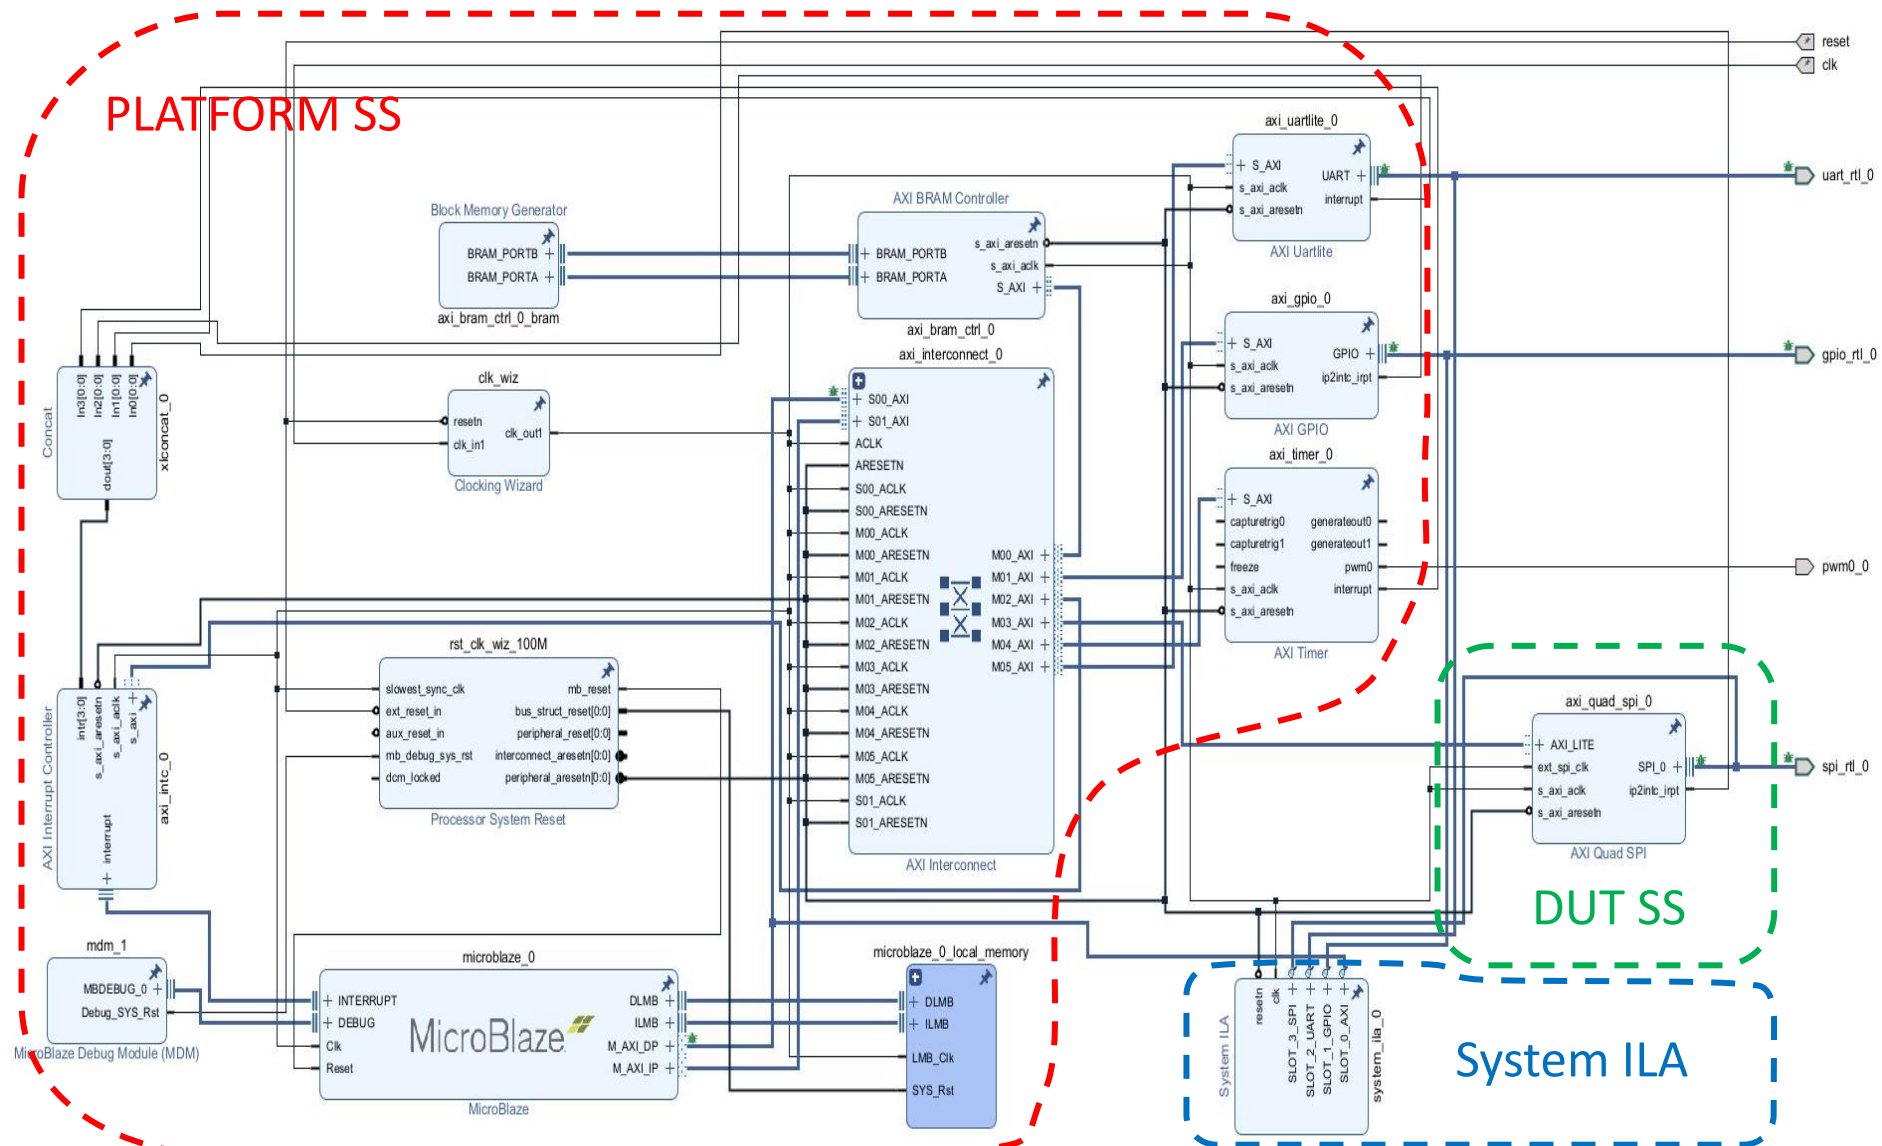 reset
clk
PLATFORM SS
axi_uartlite_0
S_AXI
s_axi_aclk
s_axi_aresetn
UART
interrupt
AXI Uartlite
uart_rtl_0
Block Memory Generator
BRAM_PORTB
BRAM_PORTA
axi_bram_ctrl_0_bram
AXI BRAM Controller
BRAM_PORTB
BRAM_PORTA
s_axi_aresetn
s_axi_aclk
S_AXI
axi_bram_ctrl_0
axi_gpio_0
S_AXI
s_axi_aclk
s_axi_aresetn
GPIO
ip2intc_irpt
AXI GPIO
gpio_rtl_0
Concat
In3[0:0]
In2[0:0]
In1[0:0]
In0[0:0]
dout[3:0]
xlconcat_0
clk_wiz
resetn
clk_in1
clk_out1
Clocking Wizard
axi_interconnect_0
S00_AXI
S01_AXI
ACLK
ARESETN
S00_ACLK
S00_ARESETN
M00_ACLK
M00_ARESETN
M01_ACLK
M01_ARESETN
M02_ACLK
M02_ARESETN
M03_ACLK
M03_ARESETN
M04_ACLK
M04_ARESETN
M05_ACLK
M05_ARESETN
S01_ACLK
S01_ARESETN
M00_AXI
M01_AXI
M02_AXI
M03_AXI
M04_AXI
M05_AXI
AXI Interconnect
axi_timer_0
S_AXI
capturetrig0
capturetrig1
freeze
s_axi_aclk
s_axi_aresetn
generateout0
generateout1
pwm0
interrupt
AXI Timer
pwm0_0
AXI Interrupt Controller
intr[3:0]
s_axi_aresetn
s_axi_aclk
s_axi
interrupt
axi_intc_0
rst_clk_wiz_100M
slowest_sync_clk
ext_reset_in
aux_reset_in
mb_debug_sys_rst
dcm_locked
mb_reset
bus_struct_reset[0:0]
peripheral_reset[0:0]
interconnect_aresetn[0:0]
peripheral_aresetn[0:0]
Processor System Reset
axi_quad_spi_0
AXI_LITE
ext_spi_clk
s_axi_aclk
s_axi_aresetn
SPI_0
ip2intc_irpt
AXI Quad SPI
spi_rtl_0
DUT SS
mdm_1
MBDEBUG_0
Debug_SYS_Rst
MicroBlaze Debug Module (MDM)
microblaze_0
INTERRUPT
DEBUG
Clk
Reset
MicroBlaze
DLMB
ILMB
M_AXI_DP
M_AXI_IP
MicroBlaze
microblaze_0_local_memory
DLMB
ILMB
LMB_Clk
SYS_Rst
System ILA
resetn
clk
SLOT_3_SPI
SLOT_2_UART
SLOT_1_GPIO
SLOT_0_AXI
system_ila_0
System ILA